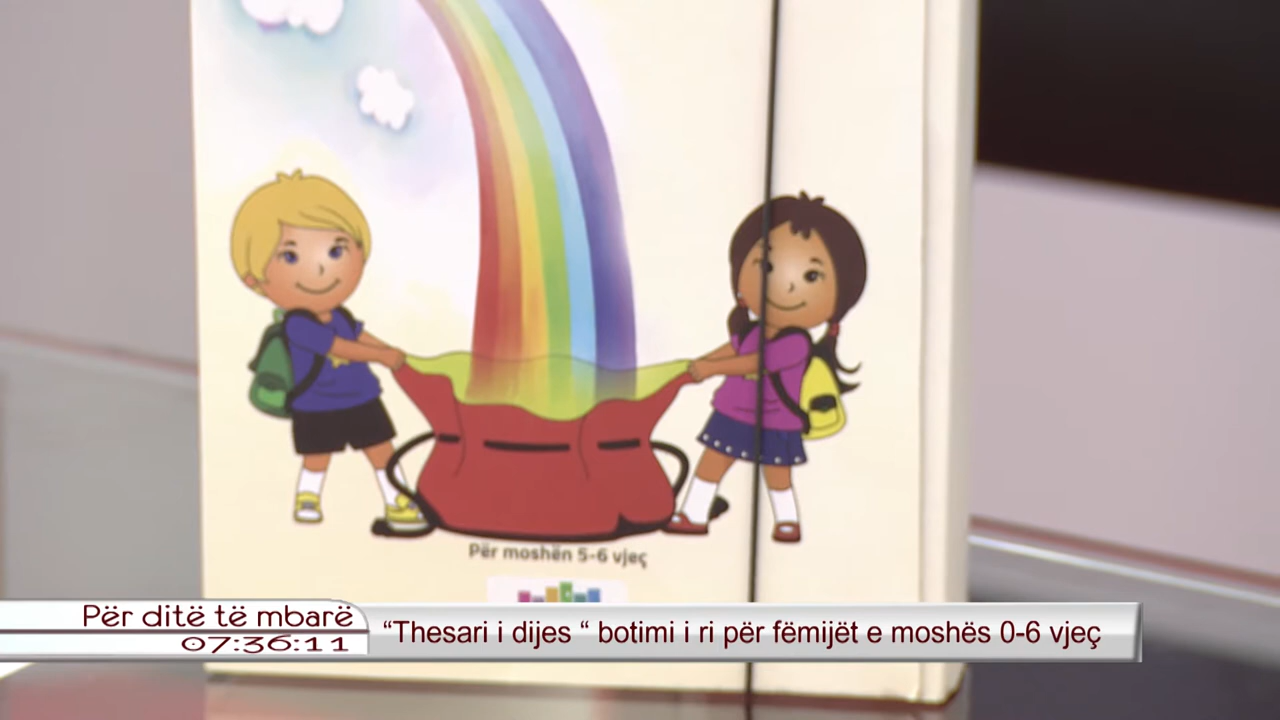 Për moshën 5-6 vjeç
Për ditë të mbarë
07:36:11
“Thesari i dijes “ botimi i ri për fëmijët e moshës 0-6 vjeç